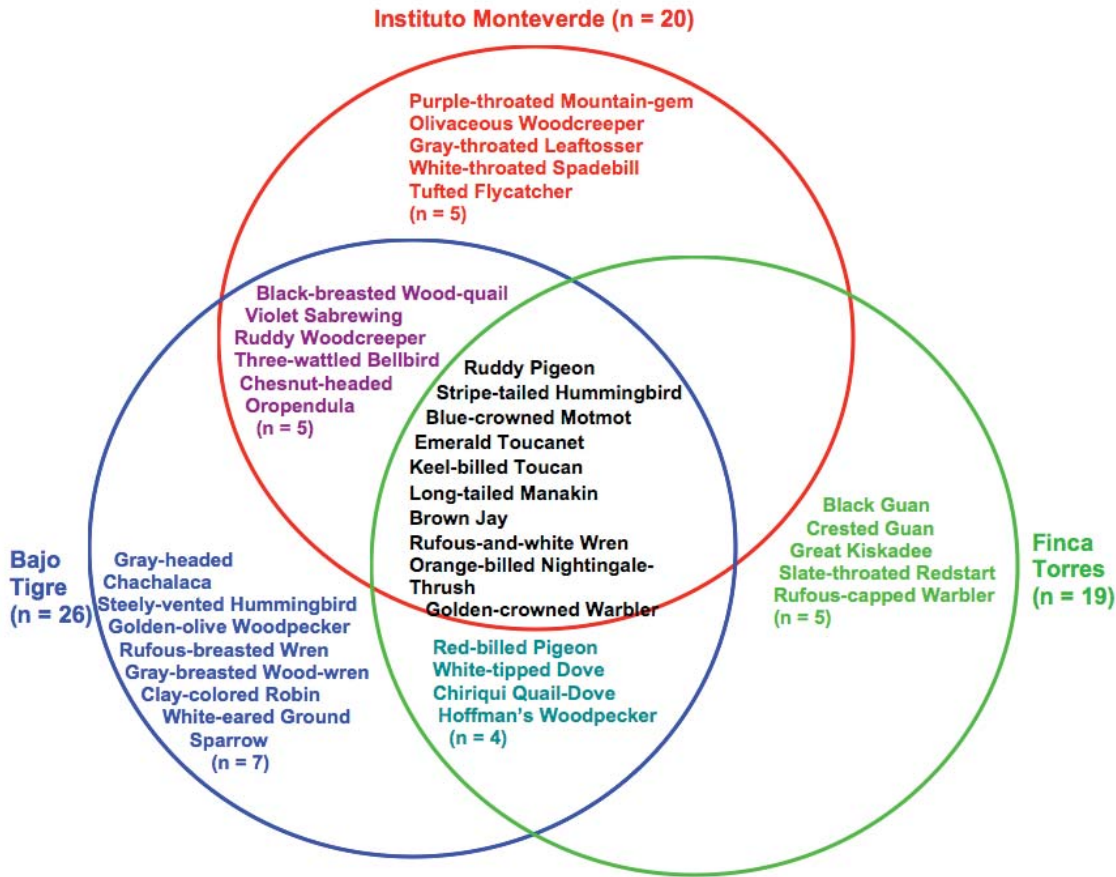 Instituto Monteverde (n = 20)
Purple-throated Mountain-gem
Olivaceous Woodcreeper
Gray-throated Leaftosser
White-throated Spadebill
Tufted Flycatcher
(n = 5)
Black-breasted Wood-quail
Violet Sabrewing
Ruddy Woodcreeper
Three-wattled Bellbird
Chesnut-headed
Oropendula
(n = 5)
Ruddy Pigeon
Stripe-tailed Hummingbird
Blue-crowned Motmot
Emerald Toucanet
Keel-billed Toucan
Long-tailed Manakin
Brown Jay
Rufous-and-white Wren
Orange-billed Nightingale-
Thrush
Golden-crowned Warbler
Black Guan
Crested Guan
Great Kiskadee
Slate-throated Redstart
Rufous-capped Warbler
(n = 5)
Finca
Torres
(n = 19)
Bajo
Tigre
(n = 26)
Gray-headed
Chachalaca
Steely-vented Hummingbird
Golden-olive Woodpecker
Rufous-breasted Wren
Gray-breasted Wood-wren
Clay-colored Robin
White-eared Ground
Sparrow
(n = 7)
Red-billed Pigeon
White-tipped Dove
Chiriqui Quail-Dove
Hoffman's Woodpecker
(n = 4)